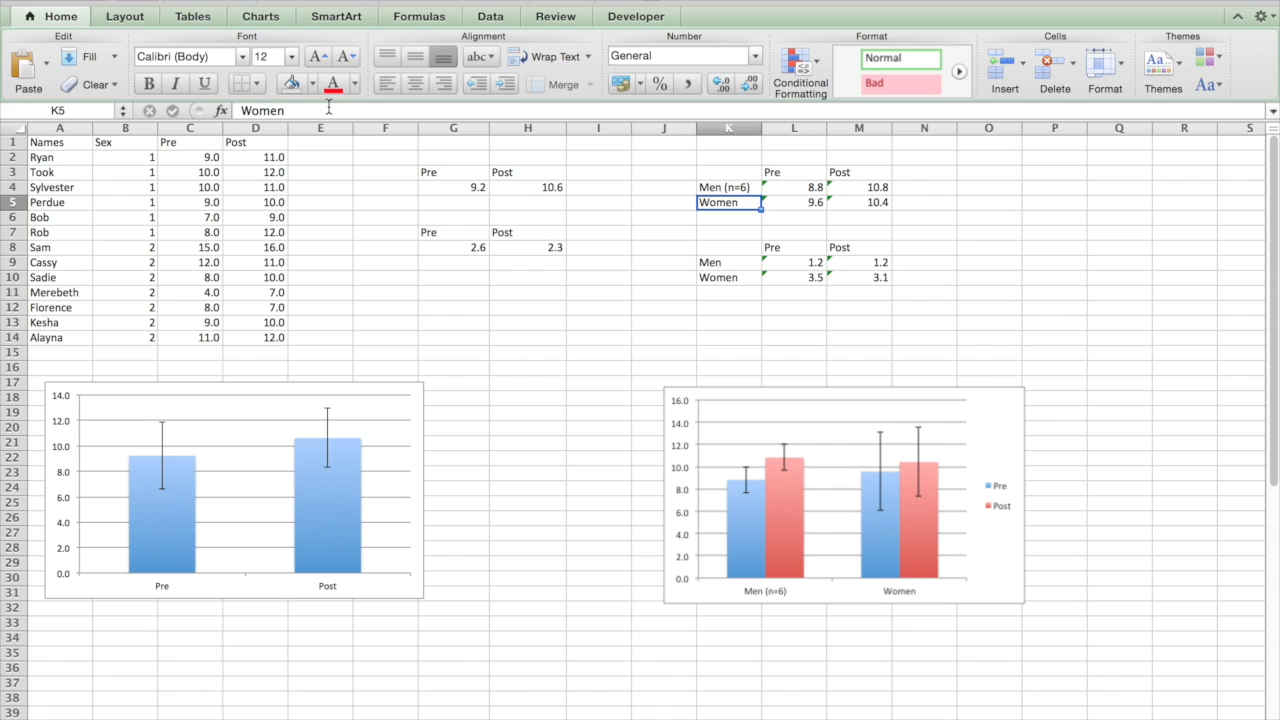 Home Layout Tables Charts SmartArt Formulas Data Review Developer
Edit Font Alignment Number Format Cells Themes
Fill Calibri (Body) 12 A A abc Wrap Text General Normal
Paste Clear B I U A Merge % , Conditional Formatting Bad Insert Delete Format Themes Aa
K5 fx Women
A B C D E F G H I J K L M N O P Q R S
1 Names Sex Pre Post
2 Ryan 1 9.0 11.0
3 Took 1 10.0 12.0 Pre Post Pre Post
4 Sylvester 1 10.0 11.0 9.2 10.6 Men (n=6) 8.8 10.8
5 Perdue 1 9.0 10.0 Women 9.6 10.4
6 Bob 1 7.0 9.0
7 Rob 1 8.0 12.0 Pre Post
8 Sam 2 15.0 16.0 2.6 2.3 Pre Post
9 Cassy 2 12.0 11.0 Men 1.2 1.2
10 Sadie 2 8.0 10.0 Women 3.5 3.1
11 Merebeth 2 4.0 7.0
12 Florence 2 8.0 7.0
13 Kesha 2 9.0 10.0
14 Alayna 2 11.0 12.0
15
16
17
18
19
20
21
22
23
24
25
26
27
28
29
30
31
32
33
34
35
36
37
38
39
14.0
12.0
10.0
8.0
6.0
4.0
2.0
0.0
Pre Post
16.0
14.0
12.0
10.0
8.0
6.0
4.0
2.0
0.0
Men (n=6) Women
Pre
Post